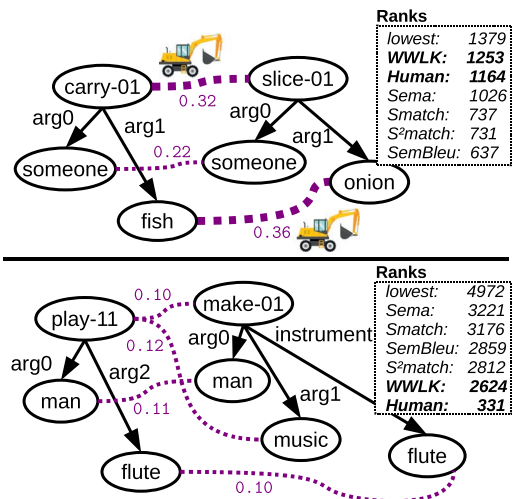 Ranks
lowest: 1379
WWLK: 1253
Human: 1164
Sema: 1026
Smatch: 737
S²match: 731
SemBleu: 637
carry-01
slice-01
0.32
arg0
arg1
arg0
arg1
someone
0.22
someone
onion
fish
0.36
Ranks
lowest: 4972
Sema: 3221
Smatch: 3176
SemBleu: 2859
S²match: 2812
WWLK: 2624
Human: 331
play-11
0.10
make-01
0.12
arg0
instrument
arg0
arg2
man
0.11
man
arg1
music
flute
flute
0.10